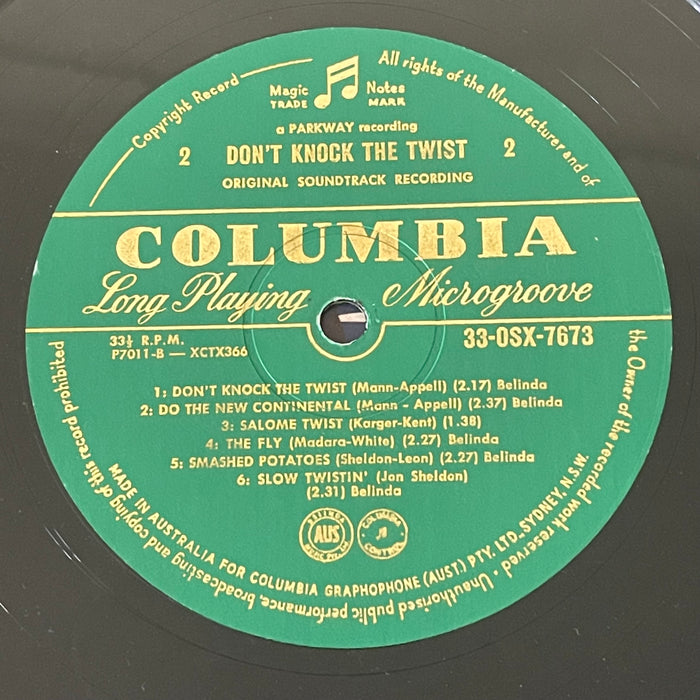 Copyright Record
Magic Notes
TRADE MARK
All rights of the Manufacturer and of
the Owner of the recorded work reserved - Unauthorised public performance, broadcasting and copying of this record prohibited
a PARKWAY recording
2 DON'T KNOCK THE TWIST 2
ORIGINAL SOUNDTRACK RECORDING
COLUMBIA
Long Playing Microgroove
33⅓ R.P.M. 33-OSX-7673
P7011-B — XCTX366
1: DON'T KNOCK THE TWIST (Mann-Appell) (2.17) Belinda
2: DO THE NEW CONTINENTAL (Mann - Appell) (2.37) Belinda
3: SALOME TWIST (Karger-Kent) (1.38)
4: THE FLY (Madara-White) (2.27) Belinda
5: SMASHED POTATOES (Sheldon-Leon) (2.27) Belinda
6: SLOW TWISTIN' (Jon Sheldon)
(2.31) Belinda
BELINDA
AUS
COLUMBIA
MADE IN AUSTRALIA FOR COLUMBIA GRAPHOPHONE (AUST.) PTY. LTD. SYDNEY, N.S.W.